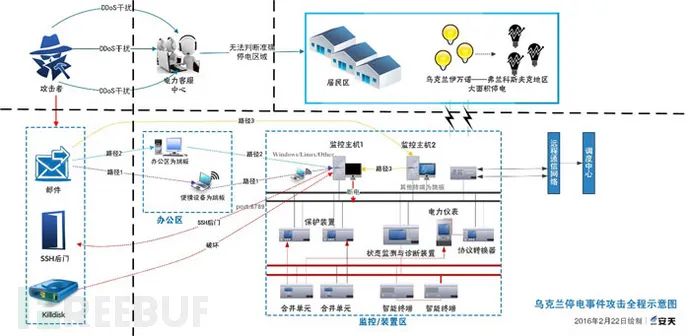 DDoS干扰
DDoS干扰
DDoS干扰
攻击者
电力客服
中心
无法判断准确
停电区域
居民区
乌克兰伊万诺——弗兰科斯夫克地区
大面积停电
邮件
SSH后门
Killdisk
路径3
路径2
路径1
办公区为跳板
便携设备为跳板
办公区
路径2
路径1
Windows/Linux/Other
port:6789
SSH后门
破坏
监控主机1
监控主机2
路径3
其他终端为跳板
断电
保护装置
状态监测与诊断装置
电力仪表
协议转换器
合并单元
合并单元
智能终端
智能终端
监控/装置区
远程通信网络
调度中心
乌克兰停电事件攻击全程示意图
2016年2月22日绘制
安天
REEBUF